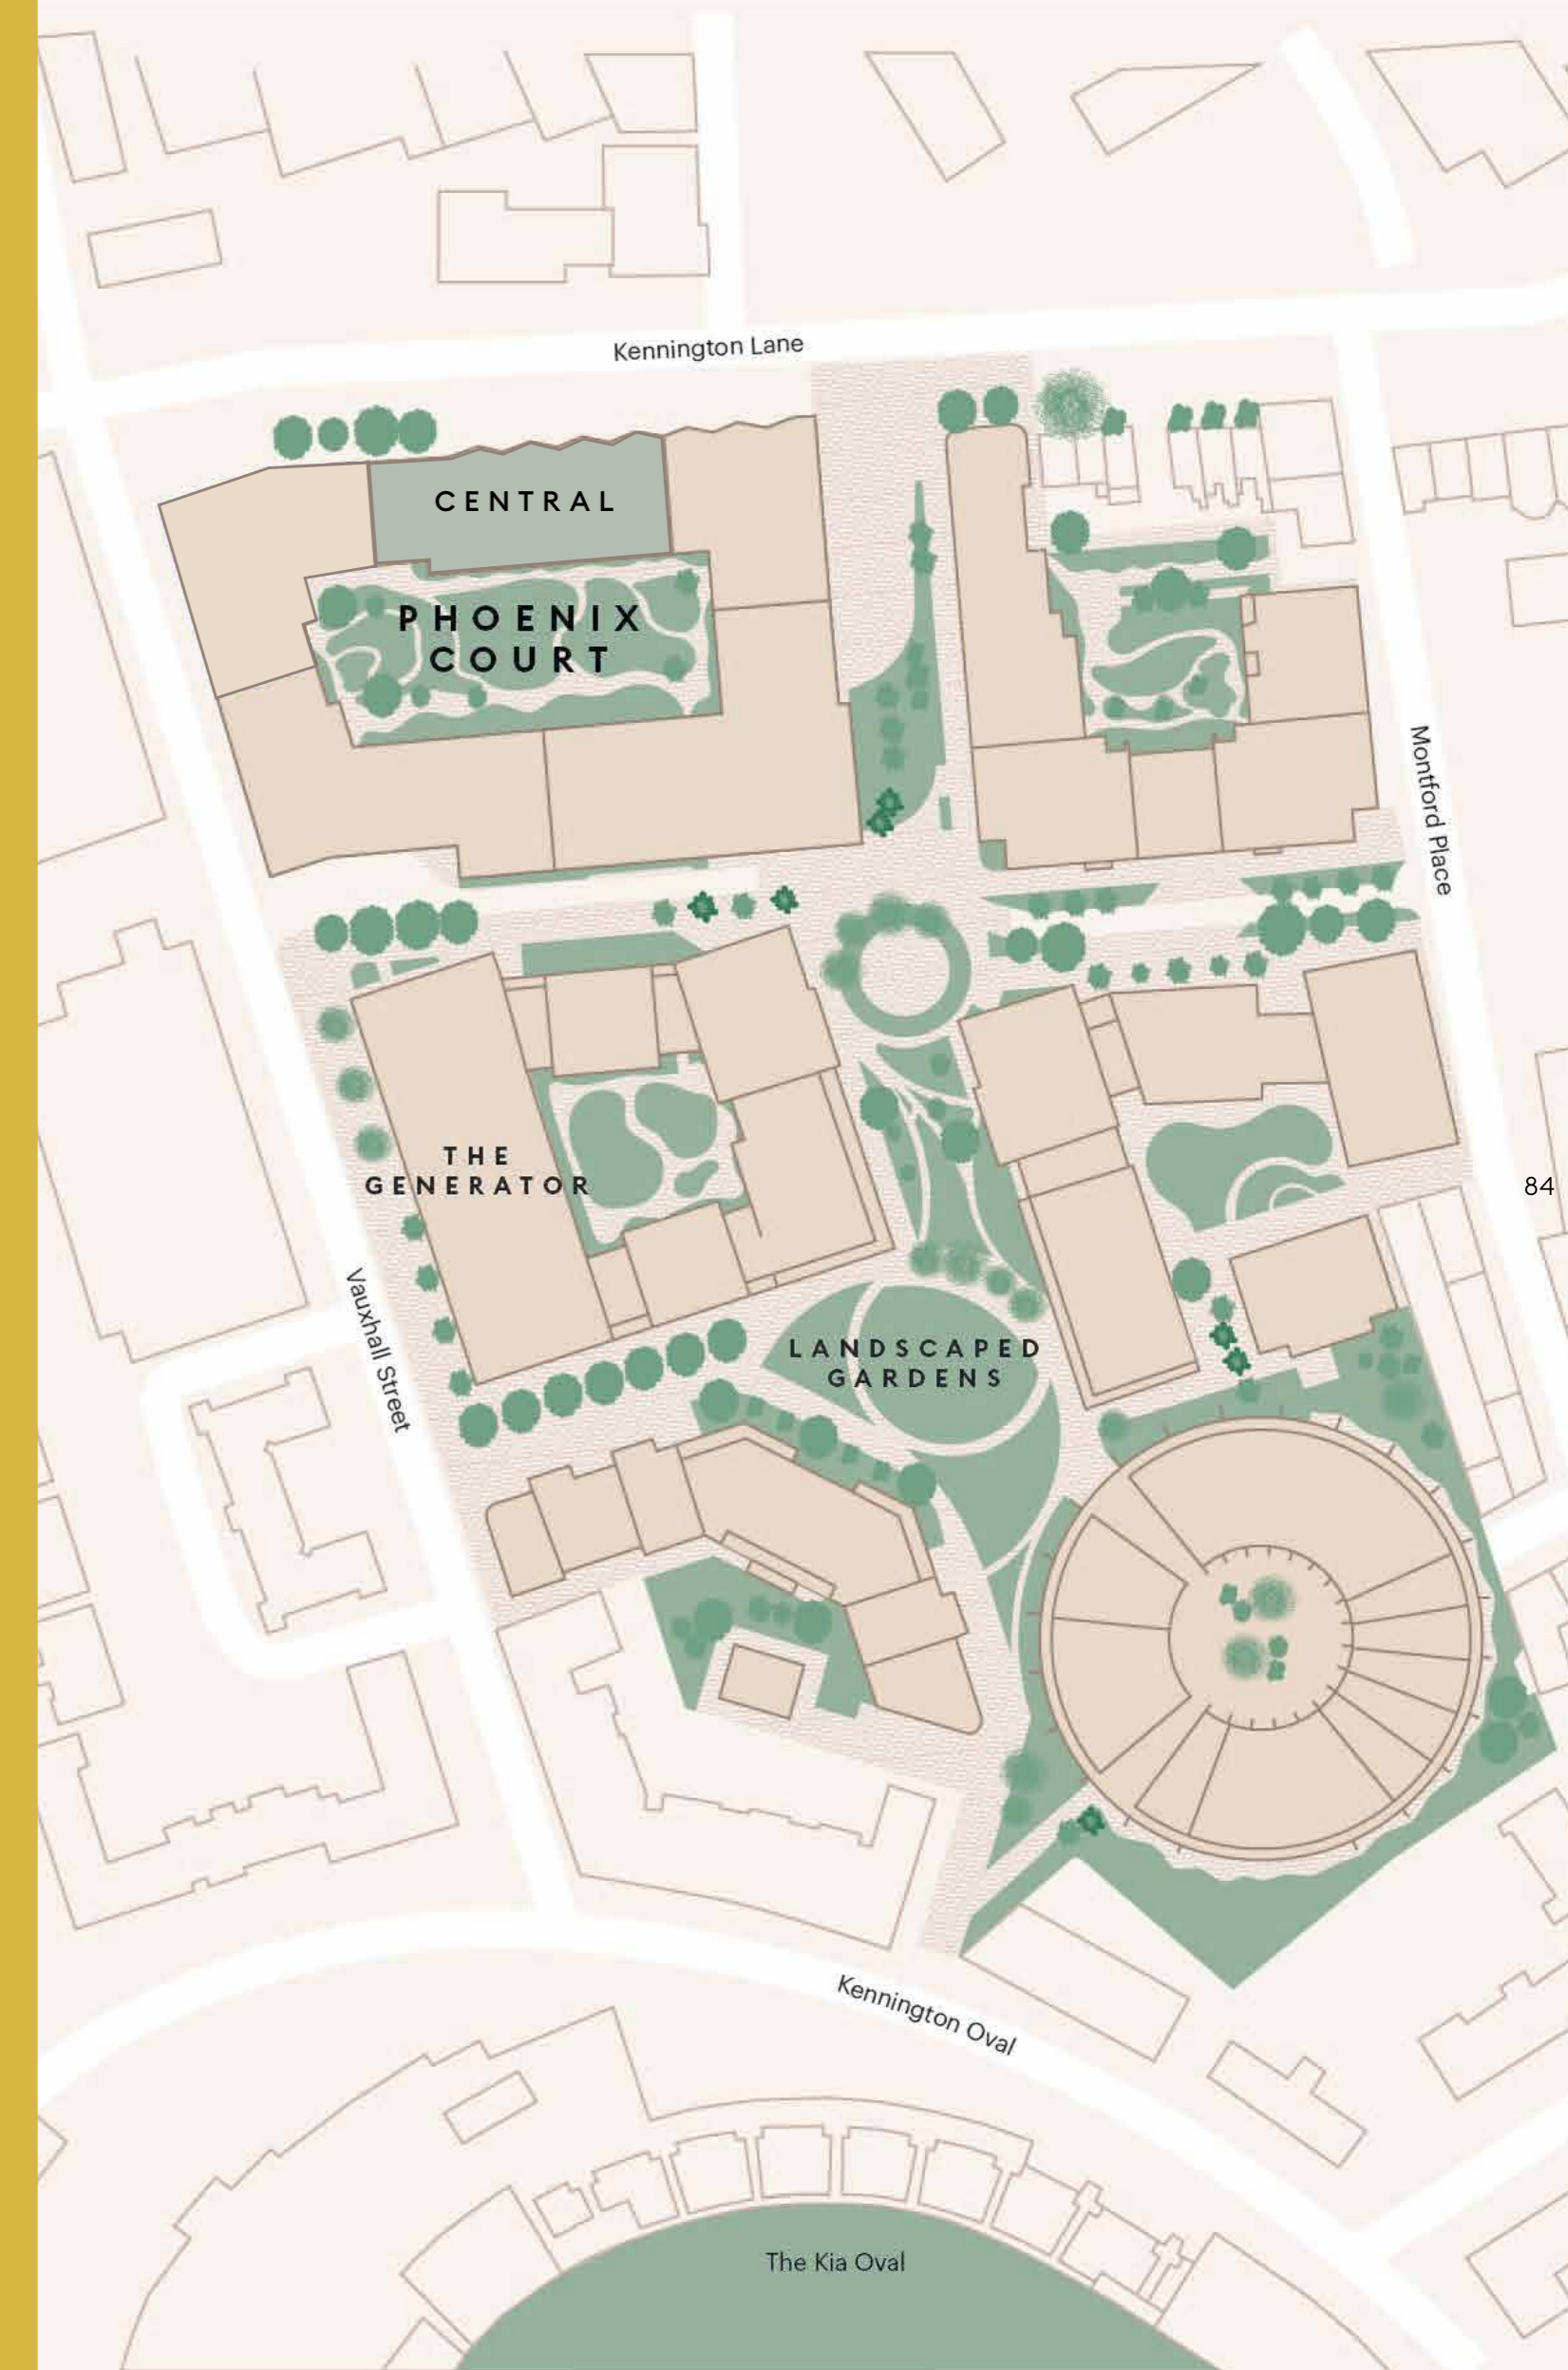 Kennington Lane
CENTRAL
PHOENIX
COURT
Montford Place
THE
GENERATOR
84
Vauxhall Street
LANDSCAPED
GARDENS
Kennington Oval
The Kia Oval